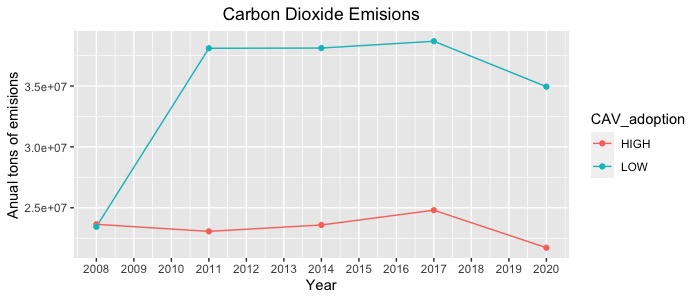 Carbon Dioxide Emisions
Anual tons of emisions
3.5e+07
3.0e+07
2.5e+07
2008 2009 2010 2011 2012 2013 2014 2015 2016 2017 2018 2019 2020
Year
CAV_adoption
HIGH
LOW